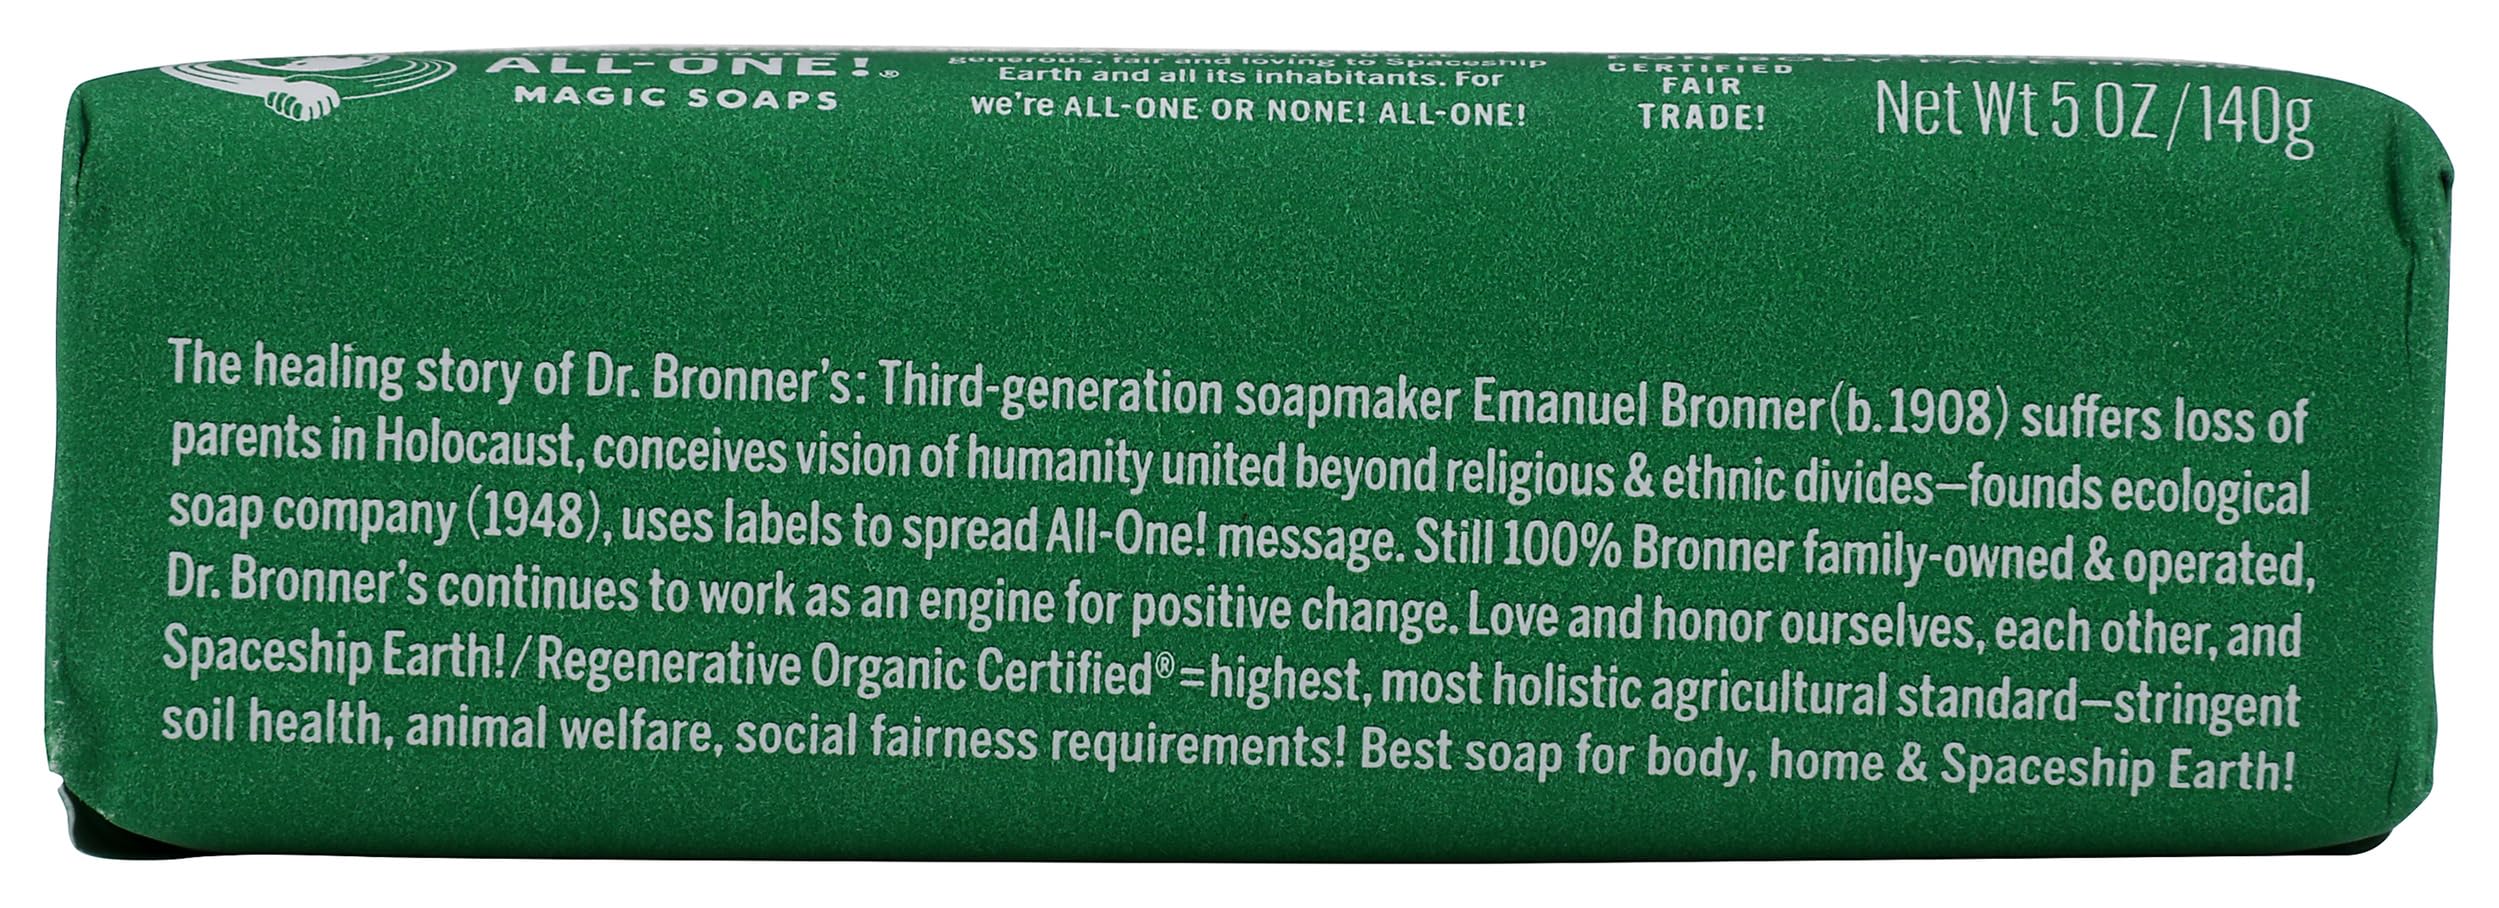 ALL-ONE!®
MAGIC SOAPS
generous, fair and loving to Spaceship
Earth and all its inhabitants. For
we're ALL-ONE OR NONE! ALL-ONE!
CERTIFIED
FAIR
TRADE!
Net Wt 5 OZ/140g
The healing story of Dr. Bronner's: Third-generation soapmaker Emanuel Bronner (b.1908) suffers loss of
parents in Holocaust, conceives vision of humanity united beyond religious & ethnic divides—founds ecological
soap company (1948), uses labels to spread All-One! message. Still 100% Bronner family-owned & operated,
Dr. Bronner's continues to work as an engine for positive change. Love and honor ourselves, each other, and
Spaceship Earth!/Regenerative Organic Certified®=highest, most holistic agricultural standard—stringent
soil health, animal welfare, social fairness requirements! Best soap for body, home & Spaceship Earth!